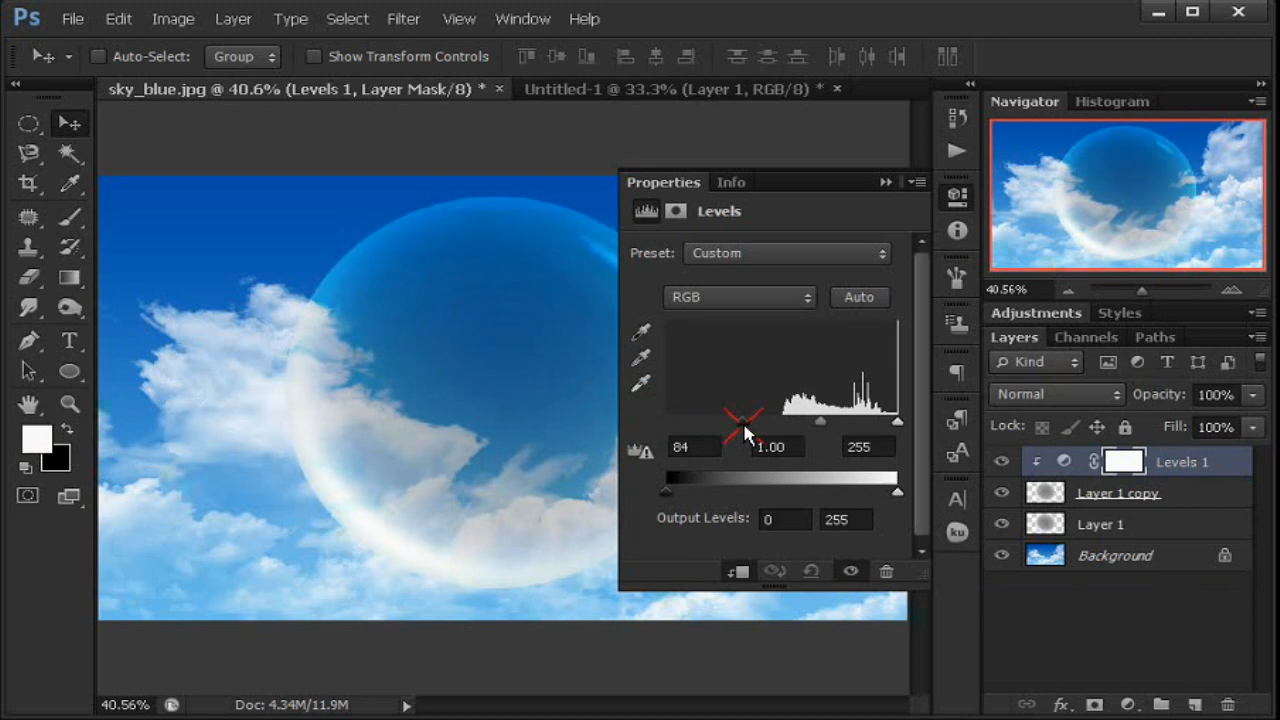 Ps File Edit Image Layer Type Select Filter View Window Help
Auto-Select: Group Show Transform Controls
sky_blue.jpg @ 40.6% (Levels 1, Layer Mask/8) * × Untitled-1 @ 33.3% (Layer 1, RGB/8) * ×
Navigator Histogram
Properties Info
Levels
Preset: Custom
RGB Auto
84 1.00 255
Output Levels: 0 255
40.56%
Adjustments Styles
Layers Channels Paths
Kind
Normal Opacity: 100%
Lock: Fill: 100%
Levels 1
Layer 1 copy
Layer 1
Background
ku
fx
40.56% Doc: 4.34M/11.9M